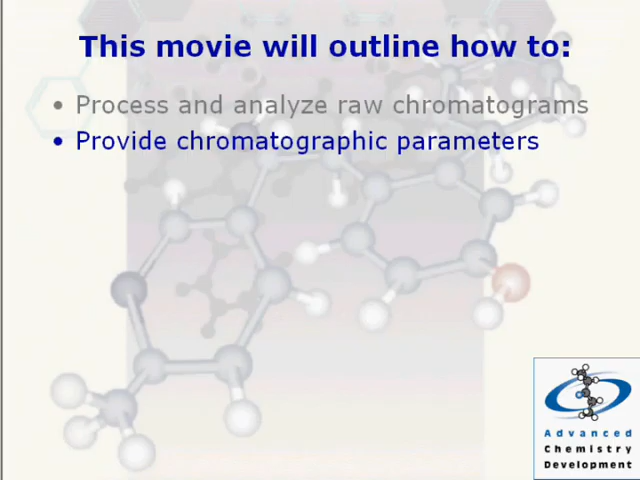 This movie will outline how to:
• Process and analyze raw chromatograms
• Provide chromatographic parameters
Advanced
Chemistry
Development